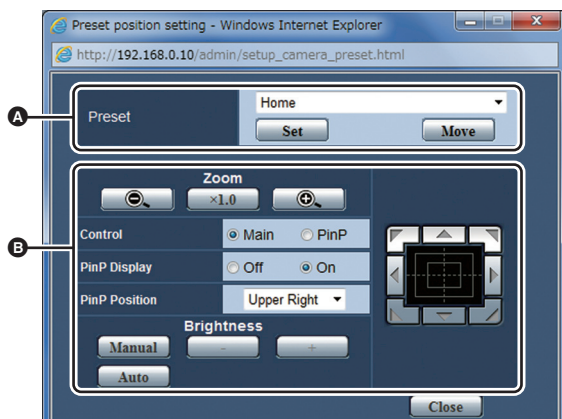 Preset position setting - Windows Internet Explorer
http://192.168.0.10/admin/setup_camera_preset.html
A
Preset
Home
Set
Move
B
Zoom
×1.0
Control
Main
PinP
PinP Display
Off
On
PinP Position
Upper Right
Brightness
Manual
-
+
Auto
Close